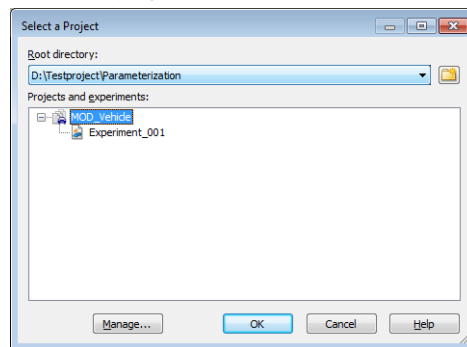 Select a Project
Root directory:
D:\Testproject\Parameterization
Projects and experiments:
MOD_Vehicle
Experiment_001
Manage... OK Cancel Help